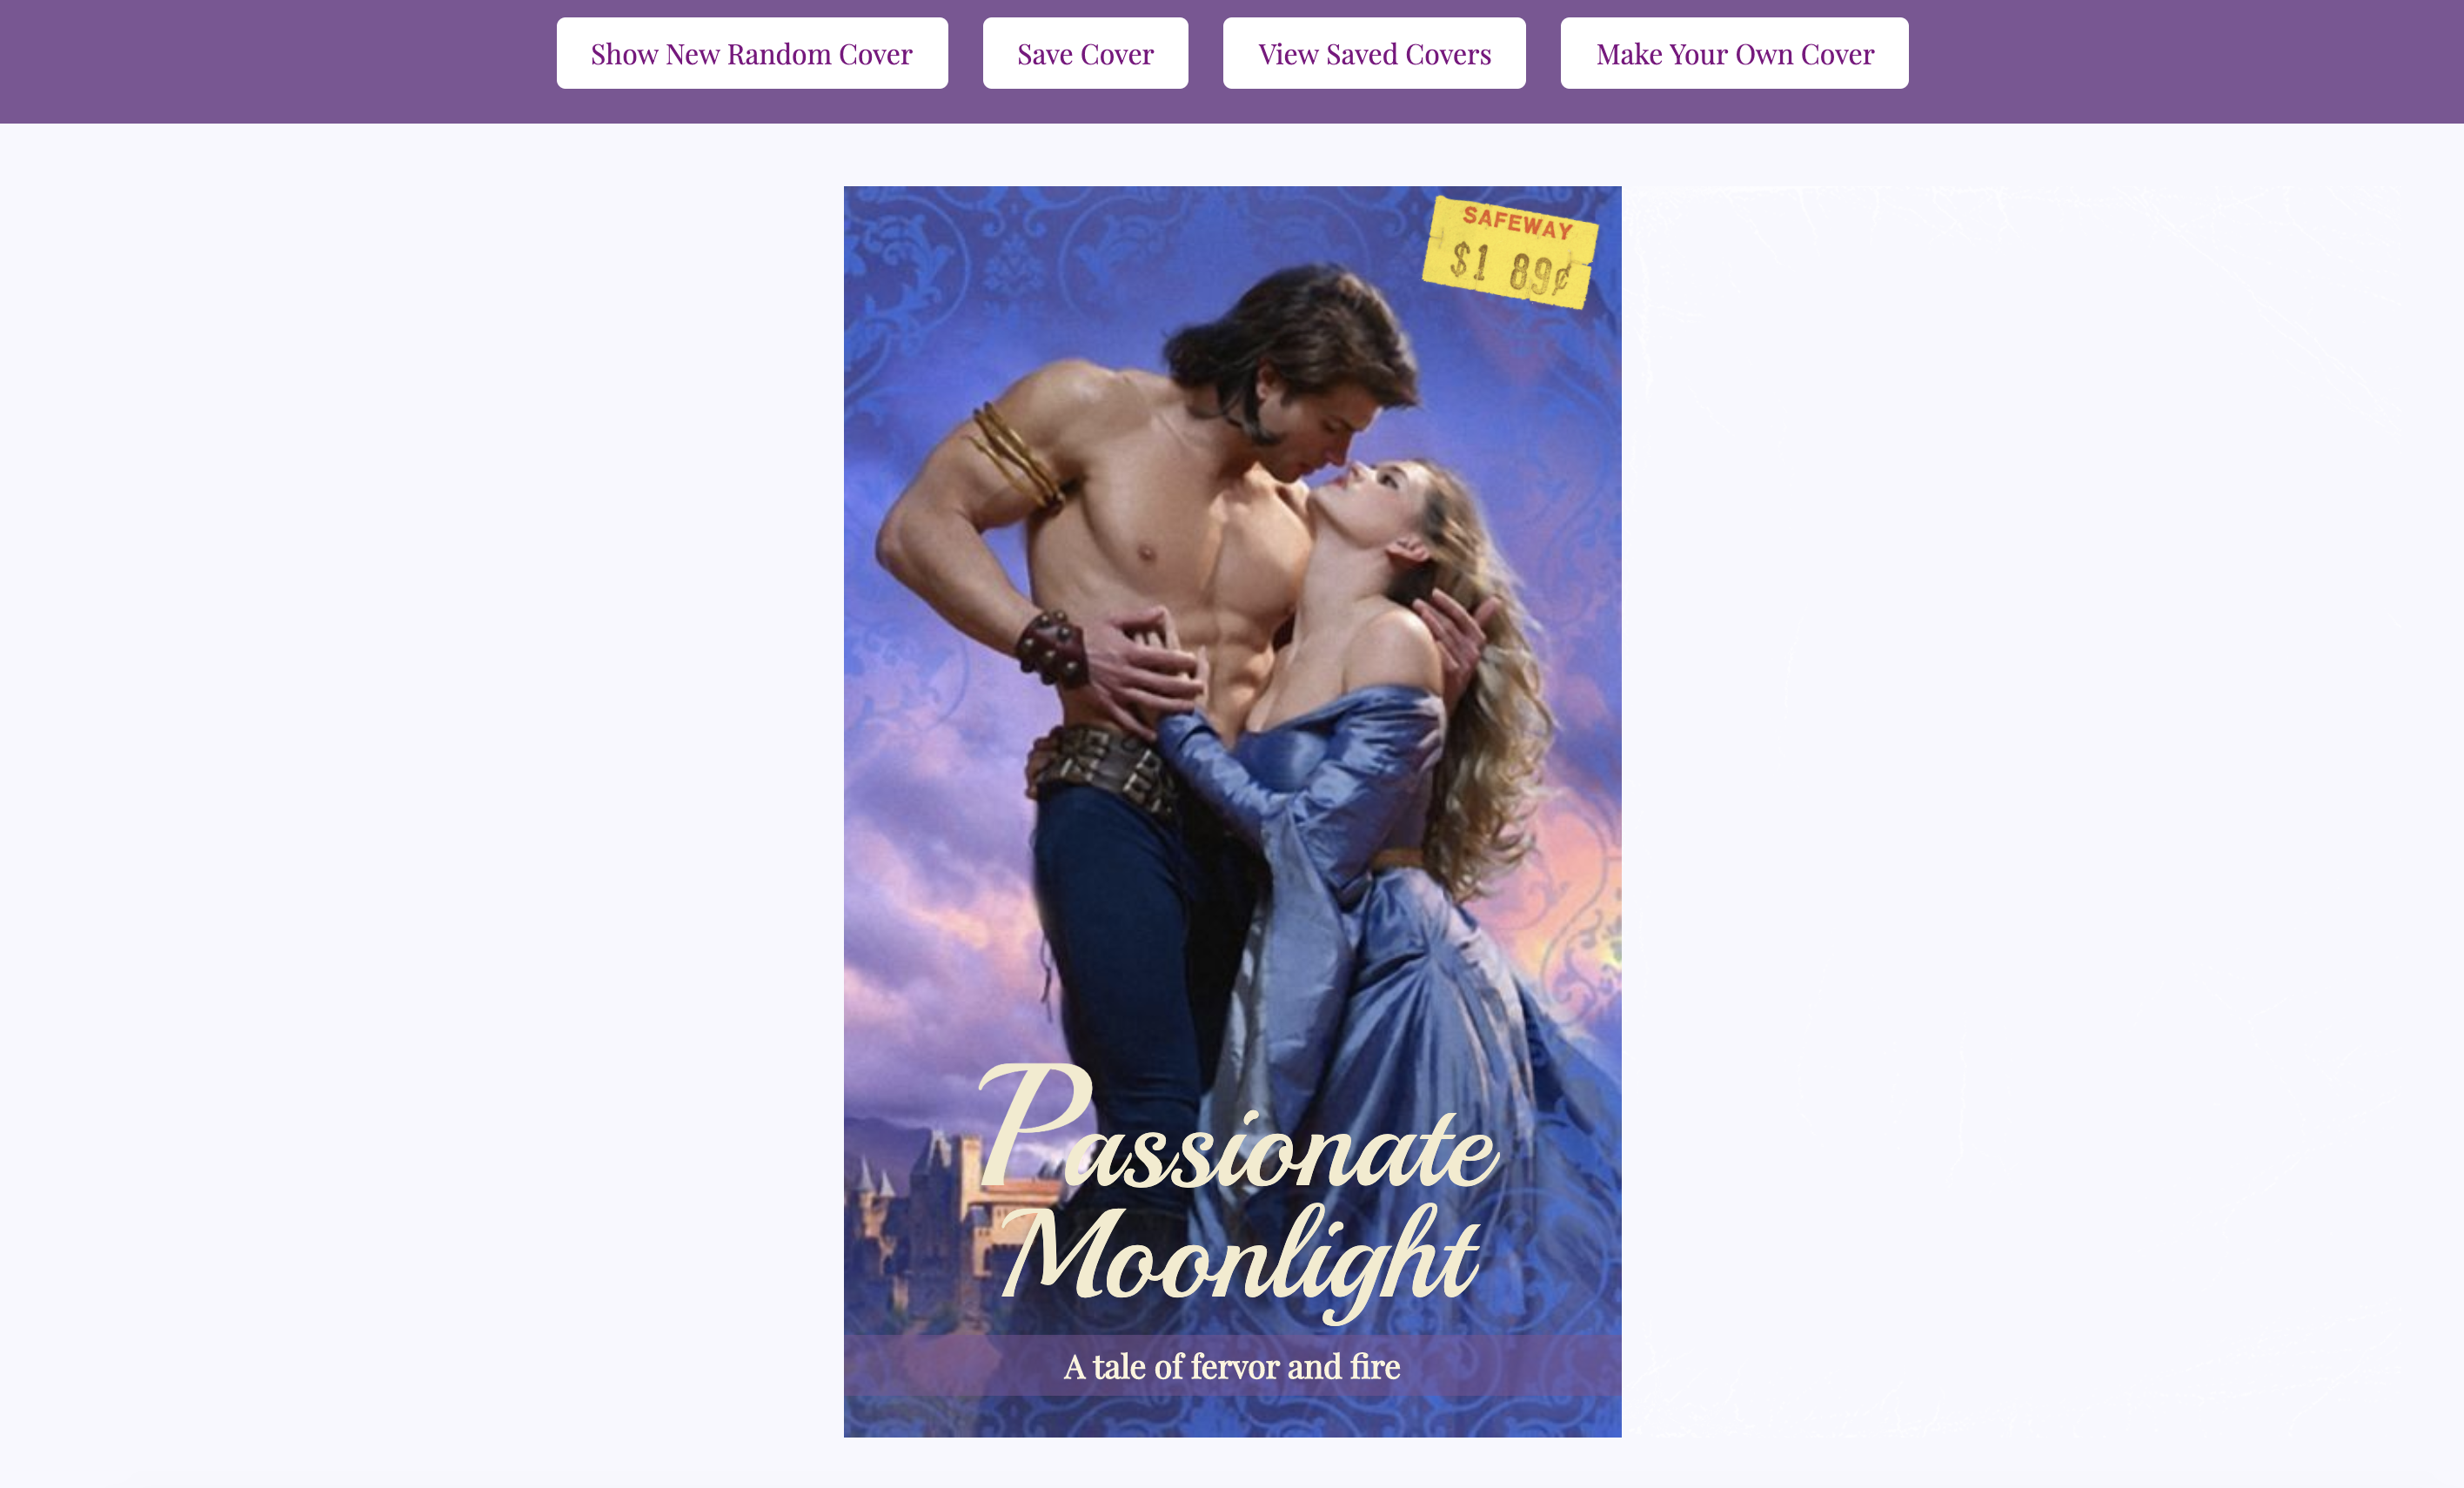 Show New Random Cover
Save Cover
View Saved Covers
Make Your Own Cover
SAFEWAY
$1 89¢
Passionate
Moonlight
A tale of fervor and fire